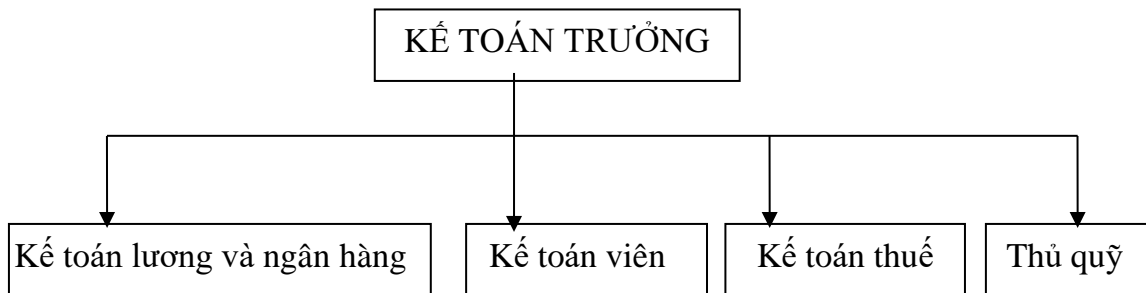 KẾ TOÁN TRƯỞNG
Kế toán lương và ngân hàng
Kế toán viên
Kế toán thuế
Thủ quỹ